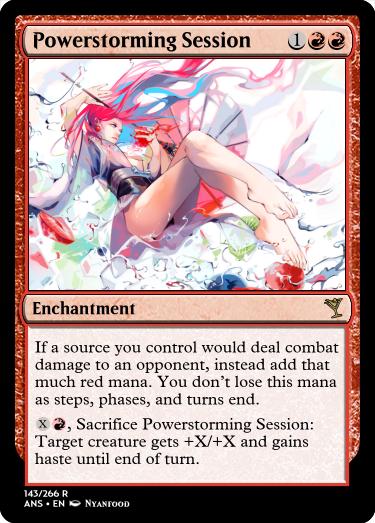 Powerstorming Session 1
Enchantment
If a source you control would deal combat
damage to an opponent, instead add that
much red mana. You don't lose this mana
as steps, phases, and turns end.
X, Sacrifice Powerstorming Session:
Target creature gets +X/+X and gains
haste until end of turn.
143/266 R
ANS • EN Nyanfood